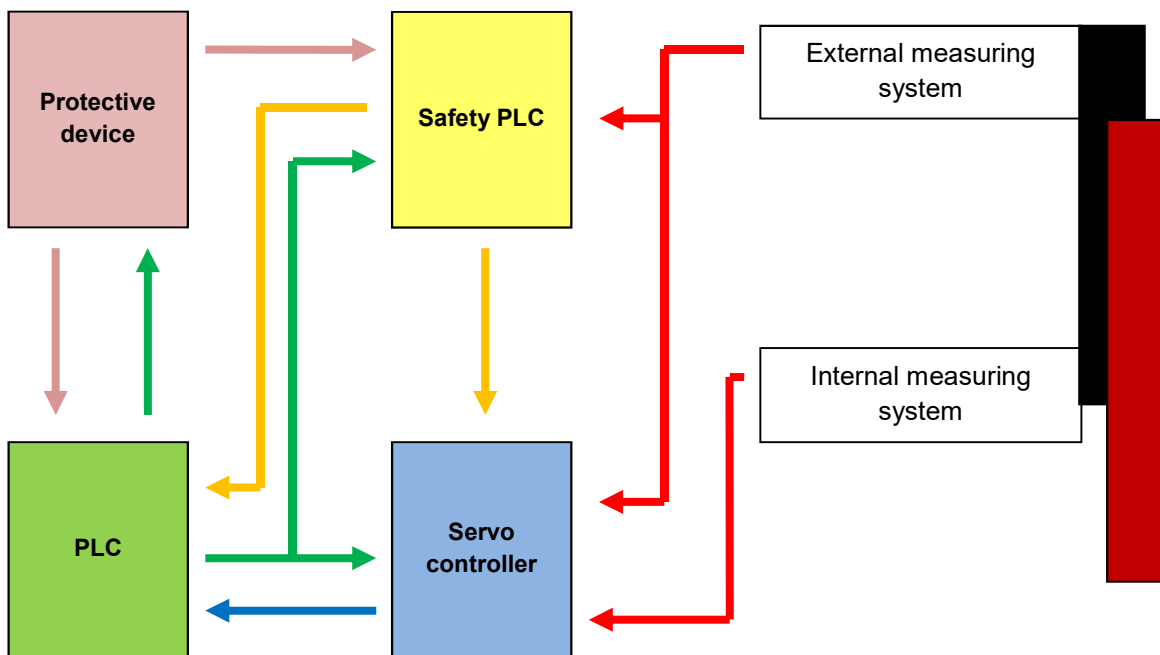 Protective
device
Safety PLC
External measuring
system
Internal measuring
system
PLC
Servo
controller